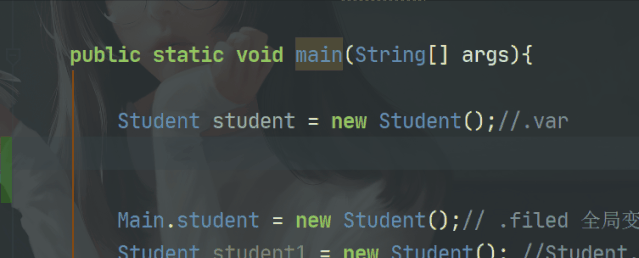 public static void main(String[] args){
Student student = new Student();//.var
Main.student = new Student();// .filed 全局变
Student student1 = new Student(); //Student